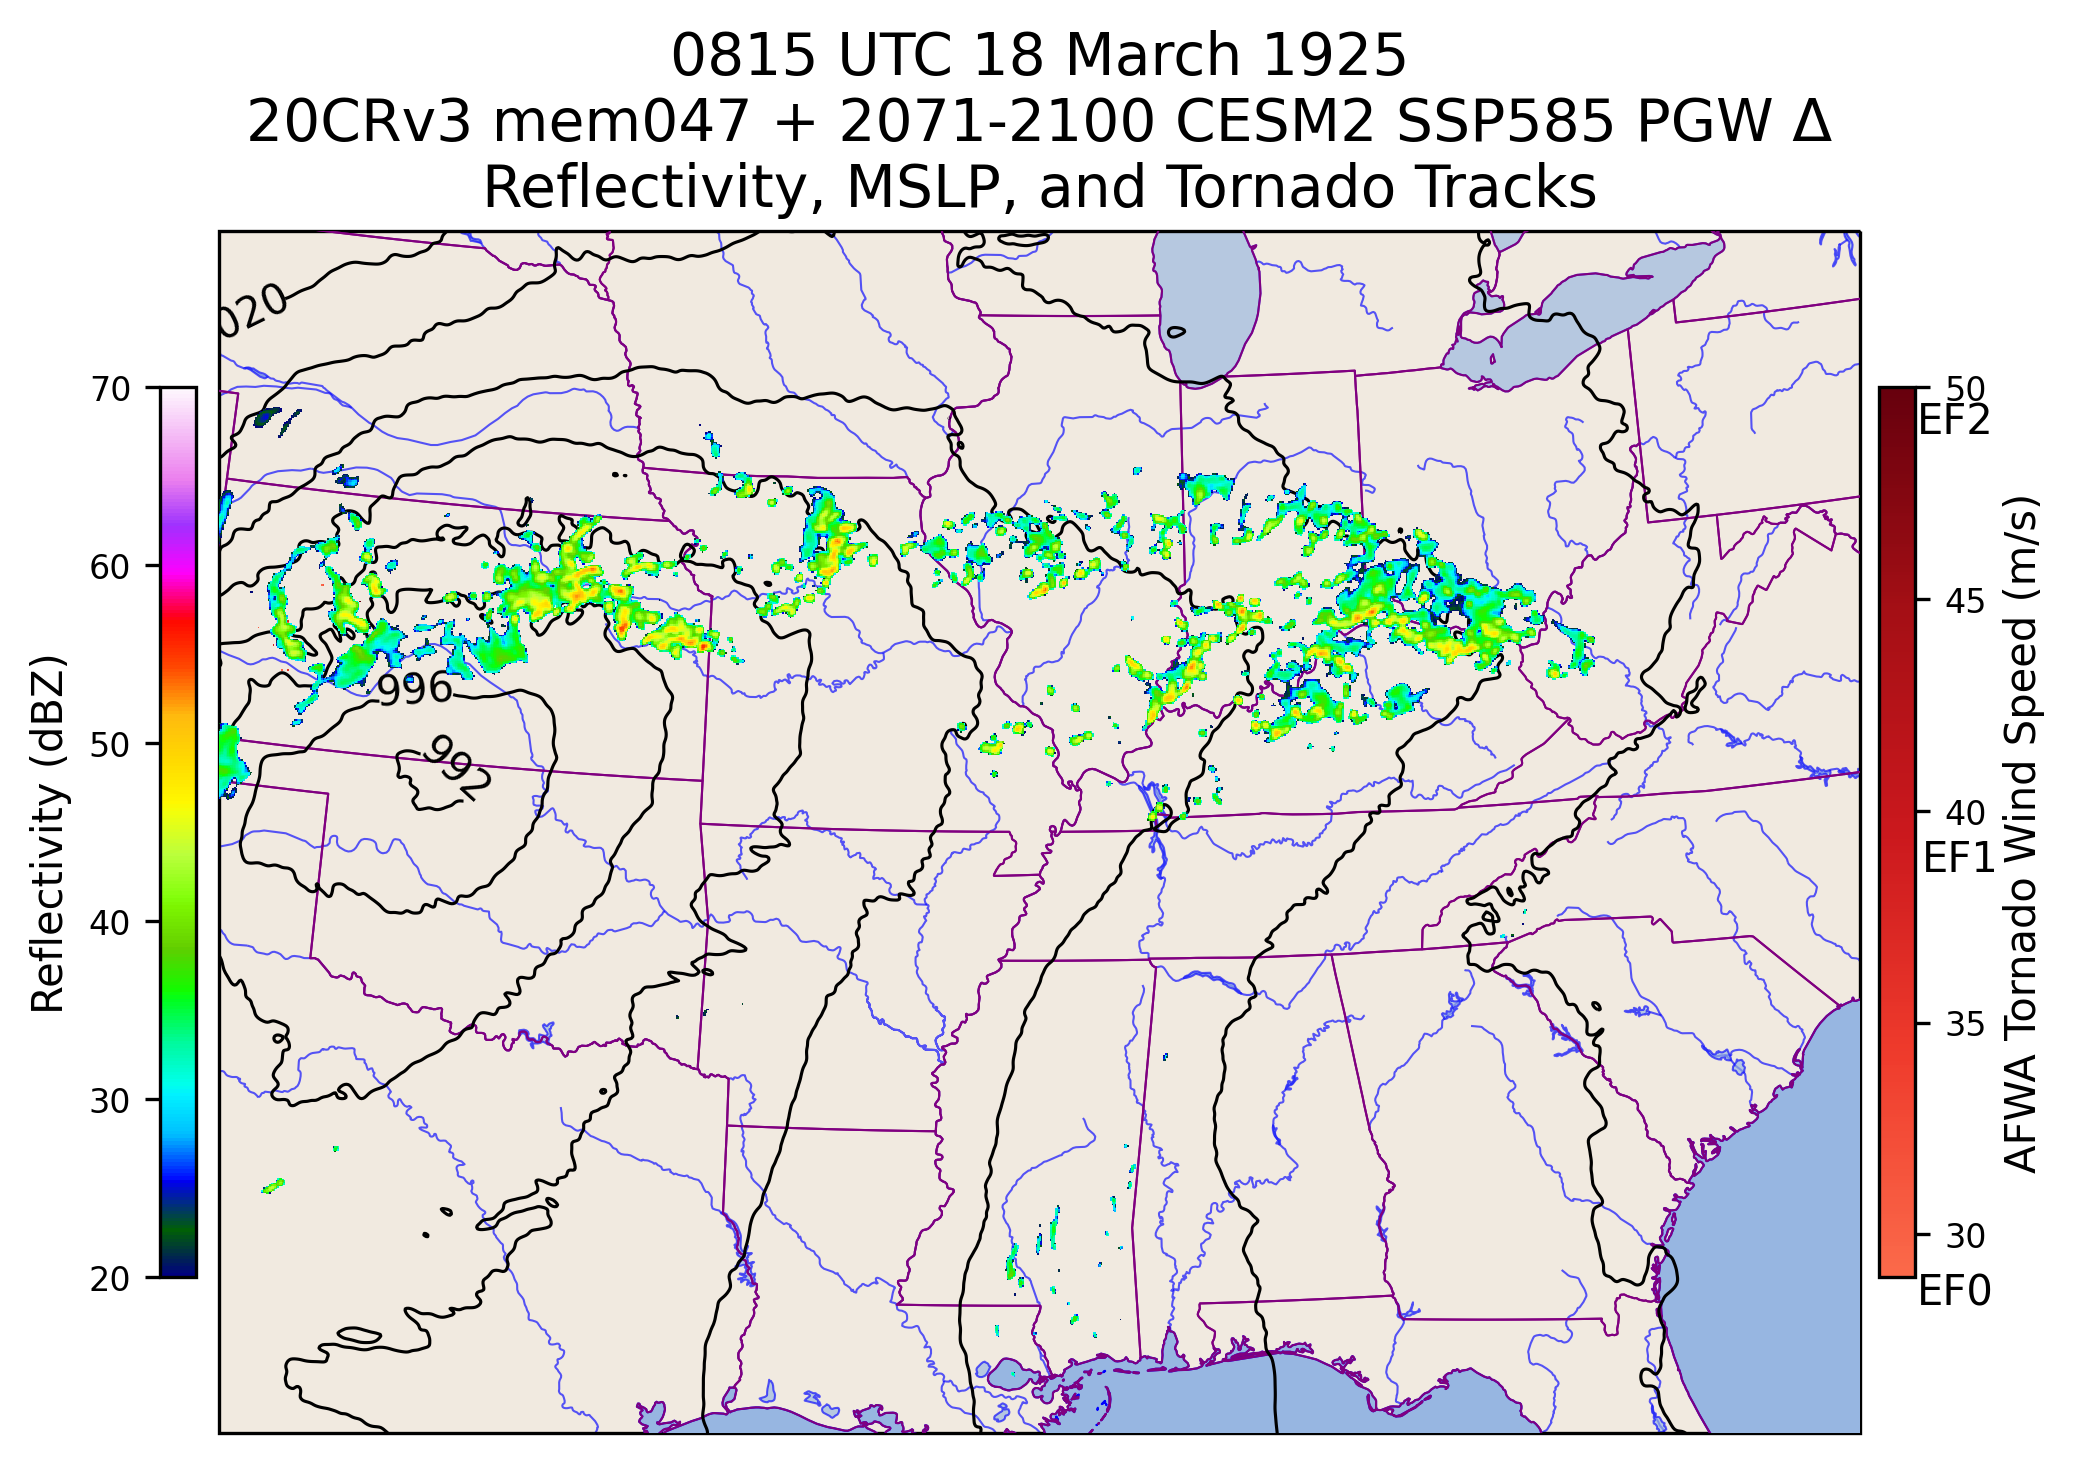 0815 UTC 18 March 1925
20CRv3 mem047 + 2071-2100 CESM2 SSP585 PGW Δ
Reflectivity, MSLP, and Tornado Tracks
020
996
992
70
60
50
40
30
20
Reflectivity (dBZ)
50
EF2
45
40
EF1
35
30
EF0
AFWA Tornado Wind Speed (m/s)